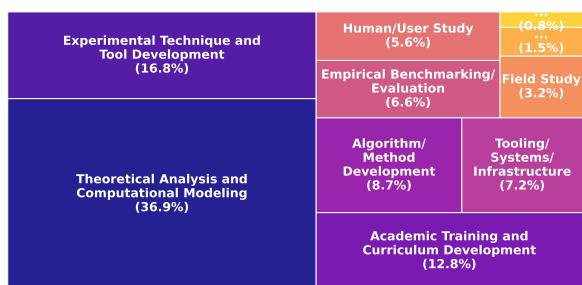 Experimental Technique and
Tool Development
(16.8%)
Theoretical Analysis and
Computational Modeling
(36.9%)
Human/User Study
(5.6%)
Empirical Benchmarking/
Evaluation
(6.6%)
...
(0.8%)
...
(1.5%)
Field Study
(3.2%)
Algorithm/
Method
Development
(8.7%)
Tooling/
Systems/
Infrastructure
(7.2%)
Academic Training and
Curriculum Development
(12.8%)